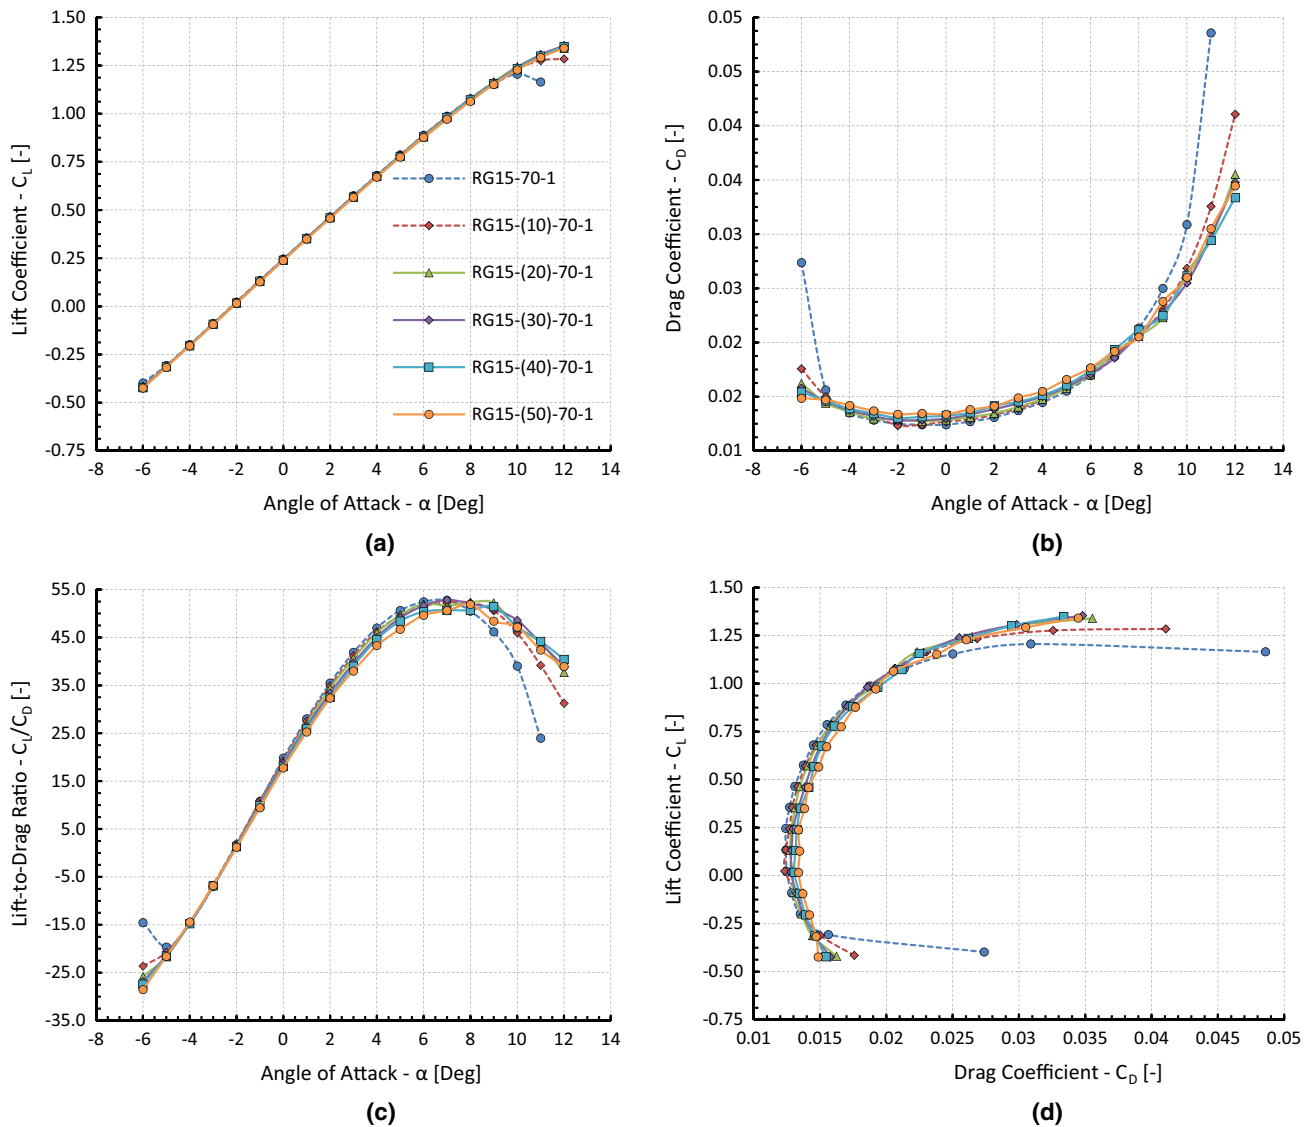 1.50
1.25
1.00
0.75
0.50
0.25
0.00
-0.25
-0.50
-0.75
Lift Coefficient - CL [-]
-8 -6 -4 -2 0 2 4 6 8 10 12 14
Angle of Attack - α [Deg]
RG15-70-1
RG15-(10)-70-1
RG15-(20)-70-1
RG15-(30)-70-1
RG15-(40)-70-1
RG15-(50)-70-1
(a)
0.05
0.05
0.04
0.04
0.03
0.03
0.02
0.02
0.01
Drag Coefficient - CD [-]
-8 -6 -4 -2 0 2 4 6 8 10 12 14
Angle of Attack - α [Deg]
(b)
55.0
45.0
35.0
25.0
15.0
5.0
-5.0
-15.0
-25.0
-35.0
Lift-to-Drag Ratio - CL/CD [-]
-8 -6 -4 -2 0 2 4 6 8 10 12 14
Angle of Attack - α [Deg]
(c)
1.50
1.25
1.00
0.75
0.50
0.25
0.00
-0.25
-0.50
-0.75
Lift Coefficient - CL [-]
0.01 0.015 0.02 0.025 0.03 0.035 0.04 0.045 0.05
Drag Coefficient - CD [-]
(d)